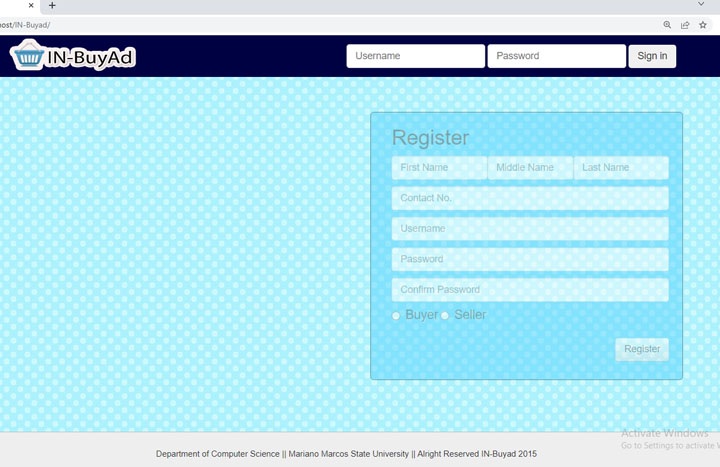 ost/IN-Buyad/
IN-BuyAd
Username
Password
Sign in
Register
First Name
Middle Name
Last Name
Contact No.
Username
Password
Confirm Password
Buyer
Seller
Register
Activate Windows
Go to Settings to activate W
Department of Computer Science || Mariano Marcos State University || Alright Reserved IN-Buyad 2015